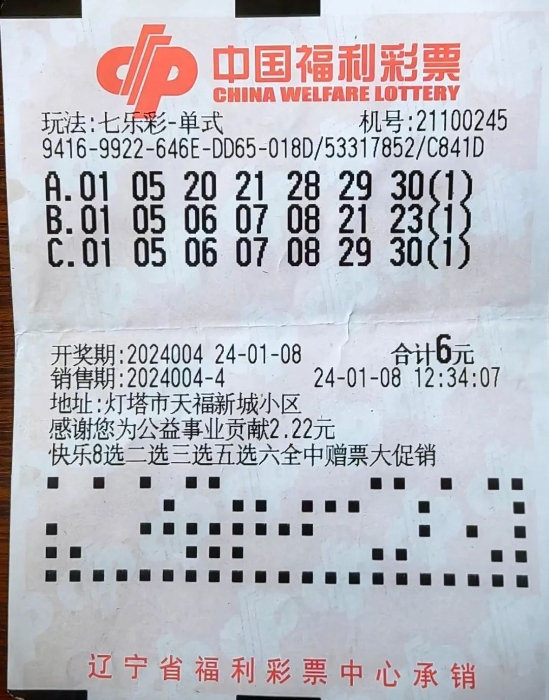 中国福利彩票
CHINA WELFARE LOTTERY
玩法:七乐彩-单式 机号:21100245
9416-9922-646E-DD65-018D/53317852/C841D
A.01 05 20 21 28 29 30(1)
B.01 05 06 07 08 21 23(1)
C.01 05 06 07 08 29 30(1)
开奖期:2024004 24-01-08 合计6元
销售期:2024004-4 24-01-08 12:34:07
地址:灯塔市天福新城小区
感谢您为公益事业贡献2.22元
快乐8选二选三选五选六全中赠票大促销
辽宁省福利彩票中心承销